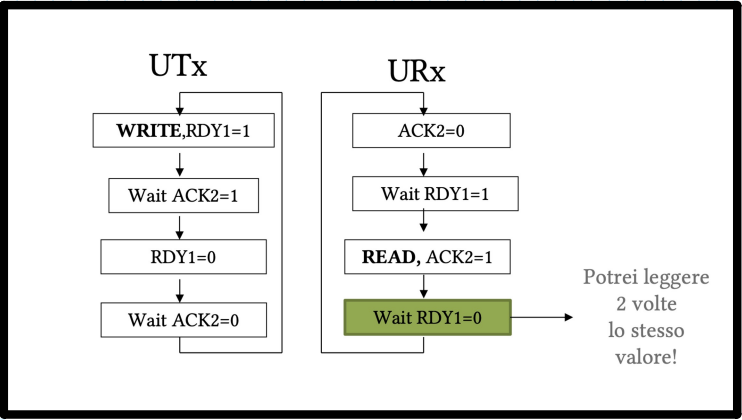 UTx
WRITE,RDY1=1
Wait ACK2=1
RDY1=0
Wait ACK2=0
URx
ACK2=0
Wait RDY1=1
READ, ACK2=1
Wait RDY1=0
Potrei leggere
2 volte
lo stesso
valore!